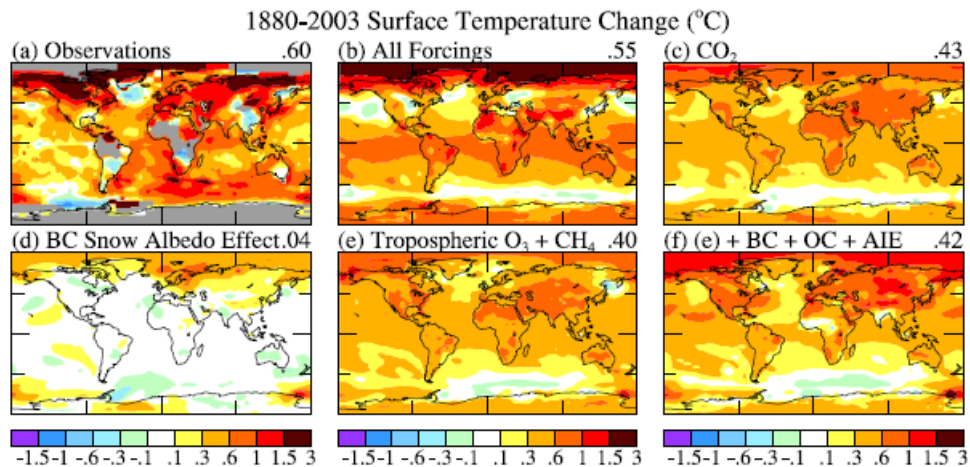 1880-2003 Surface Temperature Change (°C)
(a) Observations .60 (b) All Forcings .55 (c) CO₂ .43
(d) BC Snow Albedo Effect .04 (e) Tropospheric O₃ + CH₄ .40 (f) (e) + BC + OC + AIE .42
-1.5 -1 -.6 -.3 -.1 .1 .3 .6 1 1.5 3 -1.5 -1 -.6 -.3 -.1 .1 .3 .6 1 1.5 3 -1.5 -1 -.6 -.3 -.1 .1 .3 .6 1 1.5 3